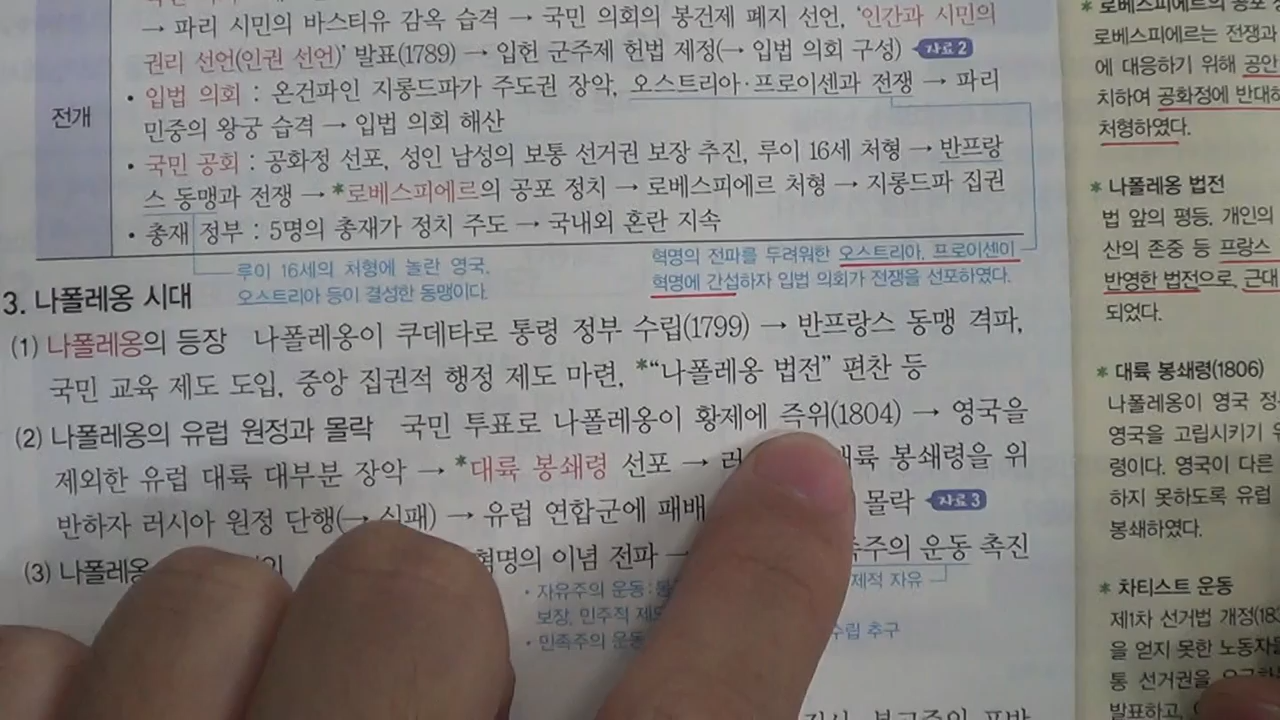 → 파리 시민의 바스티유 감옥 습격 → 국민 의회의 봉건제 폐지 선언, ‘인간과 시민의
권리 선언(인권 선언)’ 발표(1789) → 입헌 군주제 헌법 제정(→ 입법 의회 구성) 자료2
전개
• 입법 의회 : 온건파인 지롱드파가 주도권 장악, 오스트리아·프로이센과 전쟁 → 파리
민중의 왕궁 습격 → 입법 의회 해산
• 국민 공회 : 공화정 선포, 성인 남성의 보통 선거권 보장 추진, 루이 16세 처형 → 반프랑
스 동맹과 전쟁 → *로베스피에르의 공포 정치 → 로베스피에르 처형 → 지롱드파 집권
• 총재 정부 : 5명의 총재가 정치 주도 → 국내외 혼란 지속
루이 16세의 처형에 놀란 영국,
오스트리아 등이 결성한 동맹이다.
혁명의 전파를 두려워한 오스트리아, 프로이센이
혁명에 간섭하자 입법 의회가 전쟁을 선포하였다.
3. 나폴레옹 시대
(1) 나폴레옹의 등장 나폴레옹이 쿠데타로 통령 정부 수립(1799) → 반프랑스 동맹 격파,
국민 교육 제도 도입, 중앙 집권적 행정 제도 마련, *“나폴레옹 법전” 편찬 등
(2) 나폴레옹의 유럽 원정과 몰락 국민 투표로 나폴레옹이 황제에 즉위(1804) → 영국을
제외한 유럽 대륙 대부분 장악 → *대륙 봉쇄령 선포 → 봉쇄령을 위
반하자 러시아 원정 단행(→ 실패) → 유럽 연합군에 패배 몰락 자료3
(3) 나폴레옹 혁명의 이념 전파 → 운동 촉진
• 자유주의 운동:
보장, 민주적
• 민족주의 운동
자유
수립 추구
* 로베스피에르의 공포
로베스피에르는 전쟁과
에 대응하기 위해 공안
치하여 공화정에 반대하
처형하였다.
* 나폴레옹 법전
법 앞의 평등, 개인의
산의 존중 등 프랑스
반영한 법전으로, 근대
되었다.
* 대륙 봉쇄령(1806)
나폴레옹이 영국 정
영국을 고립시키기
령이다. 영국이 다른
하지 못하도록 유럽
봉쇄하였다.
* 차티스트 운동
제1차 선거법 개정(18
을 얻지 못한 노동자
통 선거권을
발표하고,